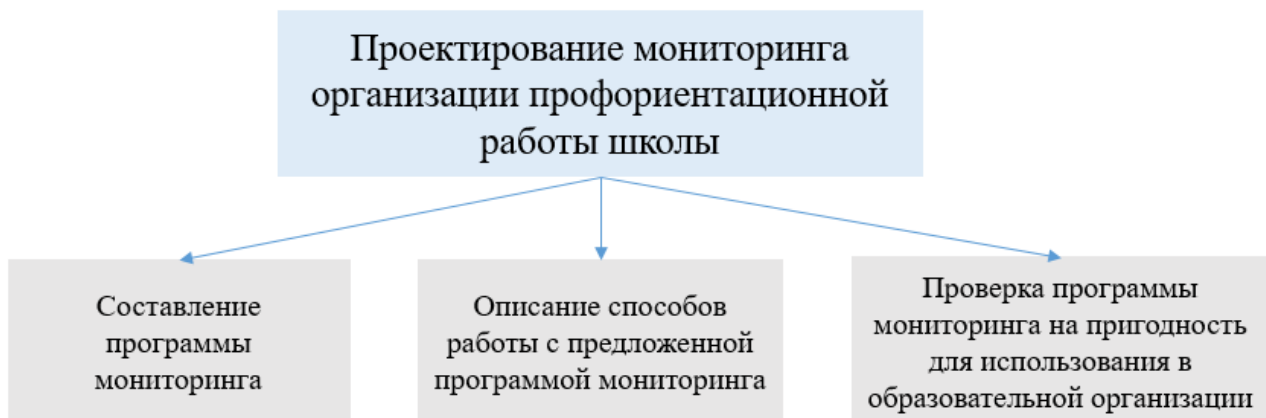 Проектирование мониторинга
организации профориентационной
работы школы
Составление
программы
мониторинга
Описание способов
работы с предложенной
программой мониторинга
Проверка программы
мониторинга на пригодность
для использования в
образовательной организации